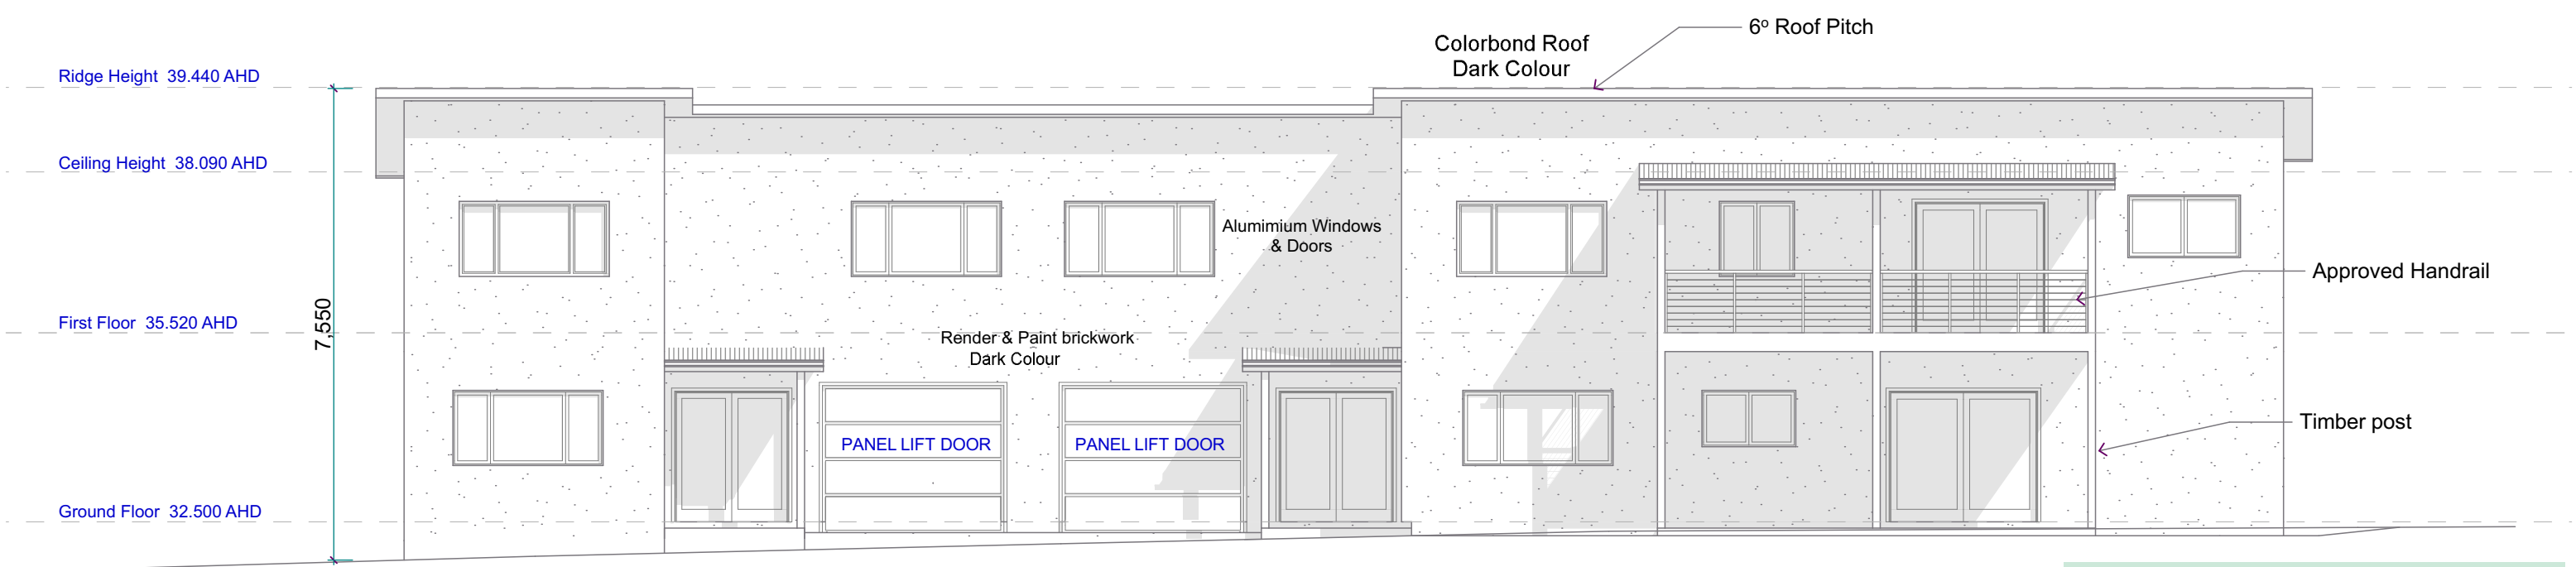 6º Roof Pitch
Colorbond Roof
Dark Colour
Ridge Height 39.440 AHD
Ceiling Height 38.090 AHD
Alumimium Windows
& Doors
Approved Handrail
First Floor 35.520 AHD
7,550
Render & Paint brickwork
Dark Colour
Timber post
PANEL LIFT DOOR
PANEL LIFT DOOR
Ground Floor 32.500 AHD